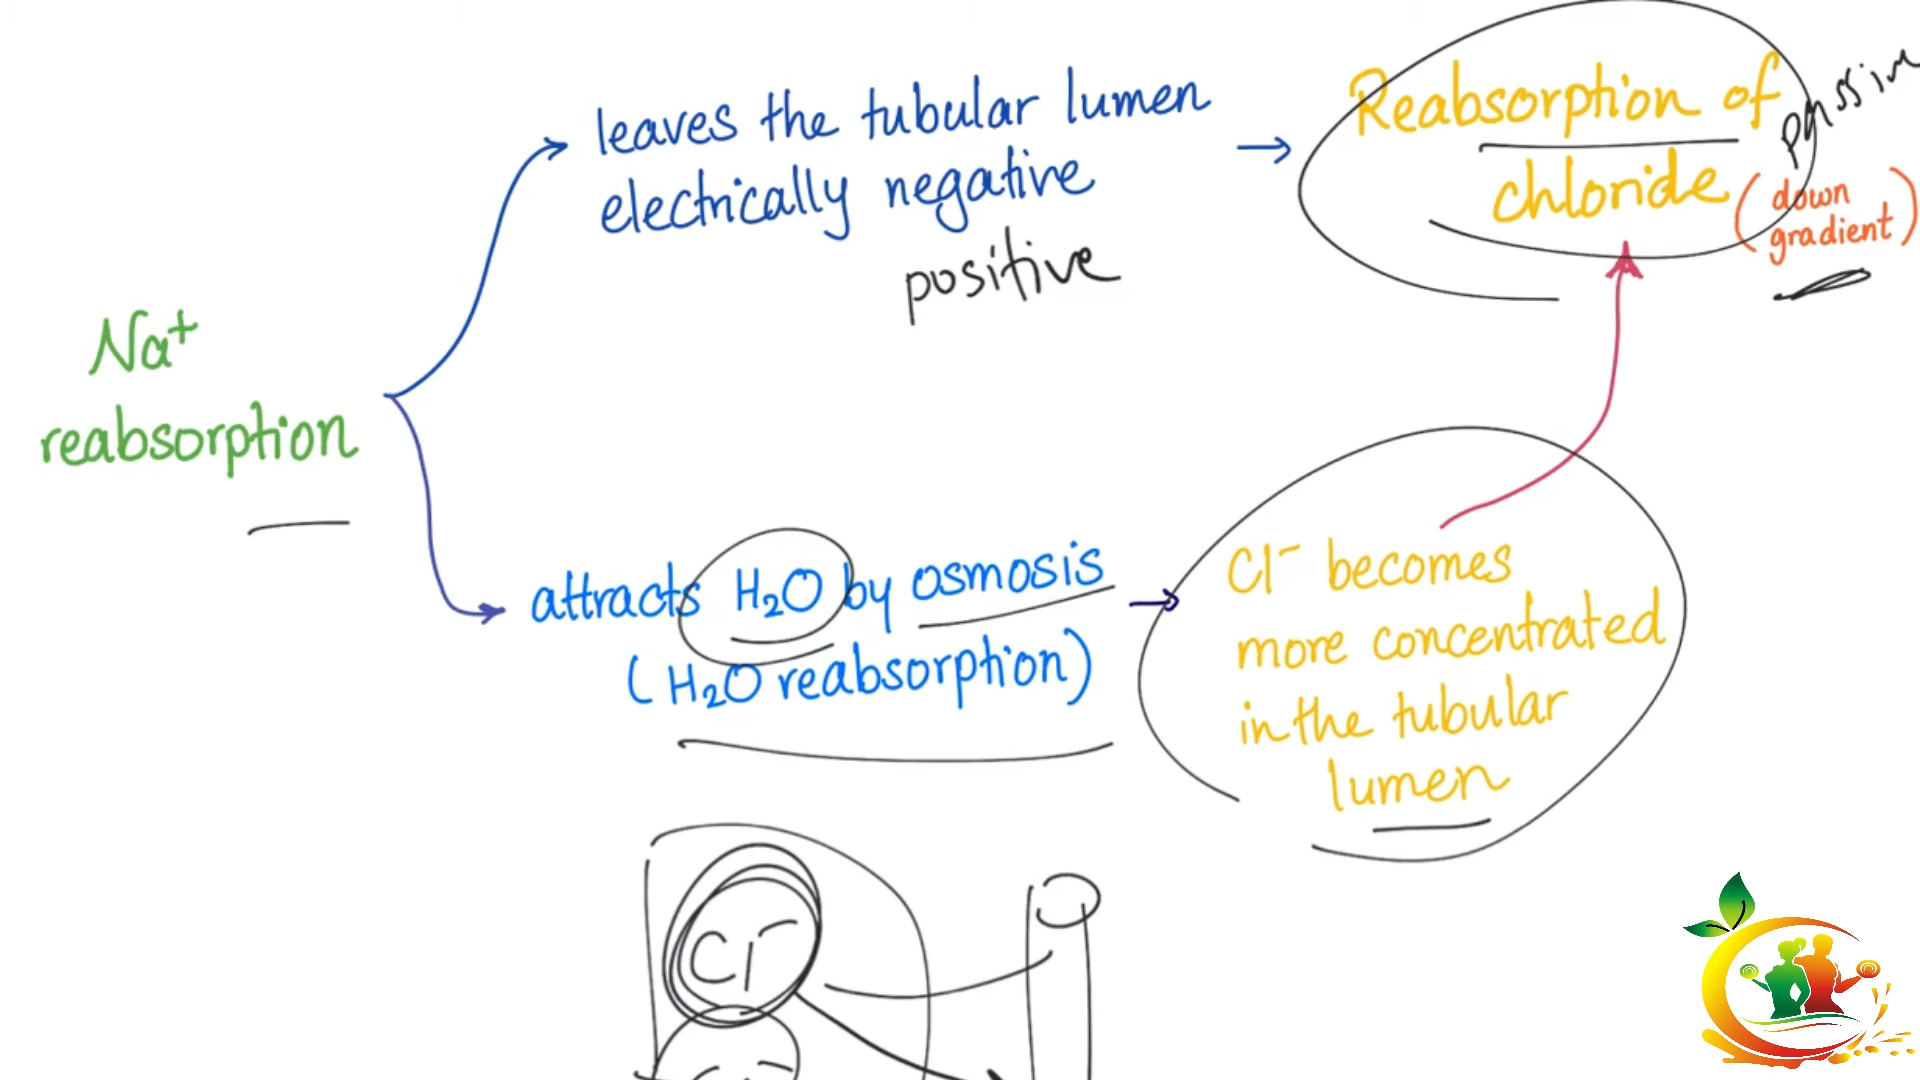 Na⁺
reabsorption
leaves the tubular lumen
electrically negative
positive
→ Reabsorption of
chloride
(down
gradient)
attracts H₂O by osmosis
(H₂O reabsorption)
→ Cl⁻ becomes
more concentrated
in the tubular
lumen
Cl⁻